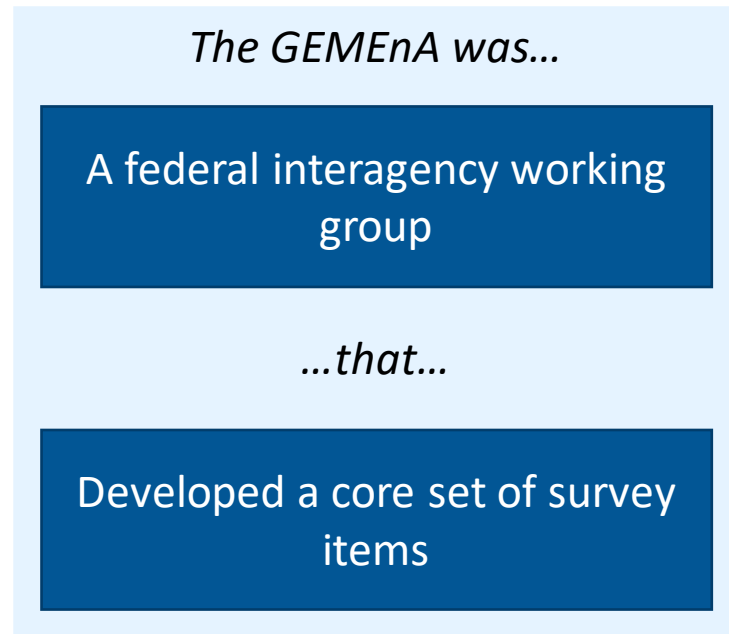 The GEMEnA was…
A federal interagency working
group
…that…
Developed a core set of survey
items